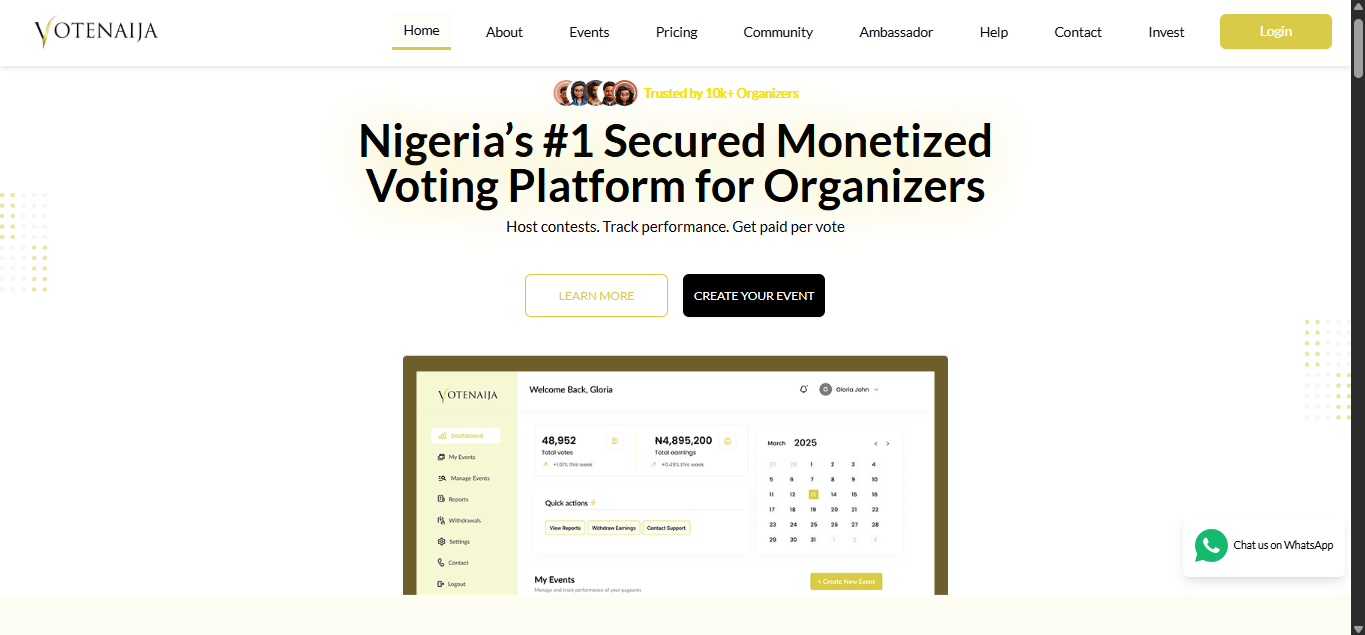 VOTENAIJA
Home About Events Pricing Community Ambassador Help Contact Invest Login
Trusted by 10k+ Organizers
Nigeria’s #1 Secured Monetized
Voting Platform for Organizers
Host contests. Track performance. Get paid per vote
LEARN MORE CREATE YOUR EVENT
VOTENAIJA
Welcome Back, Gloria
G Gloria John
Dashboard
My Events
Manage Events
Reports
Withdrawals
Settings
Contact
Logout
48,952
Total votes
+1.01% this week
N4,895,200
Total earnings
+0.49% this week
Quick actions
View Reports Withdraw Earnings Contact Support
March 2025 < >
27 28 1 2 3 4
5 6 7 8 9 10
11 12 13 14 15 16
17 18 19 20 21 22
23 24 25 26 27 28
29 30 31 1 2 3
My Events
Manage and track performance of your pageants
+ Create New Event
Chat us on WhatsApp